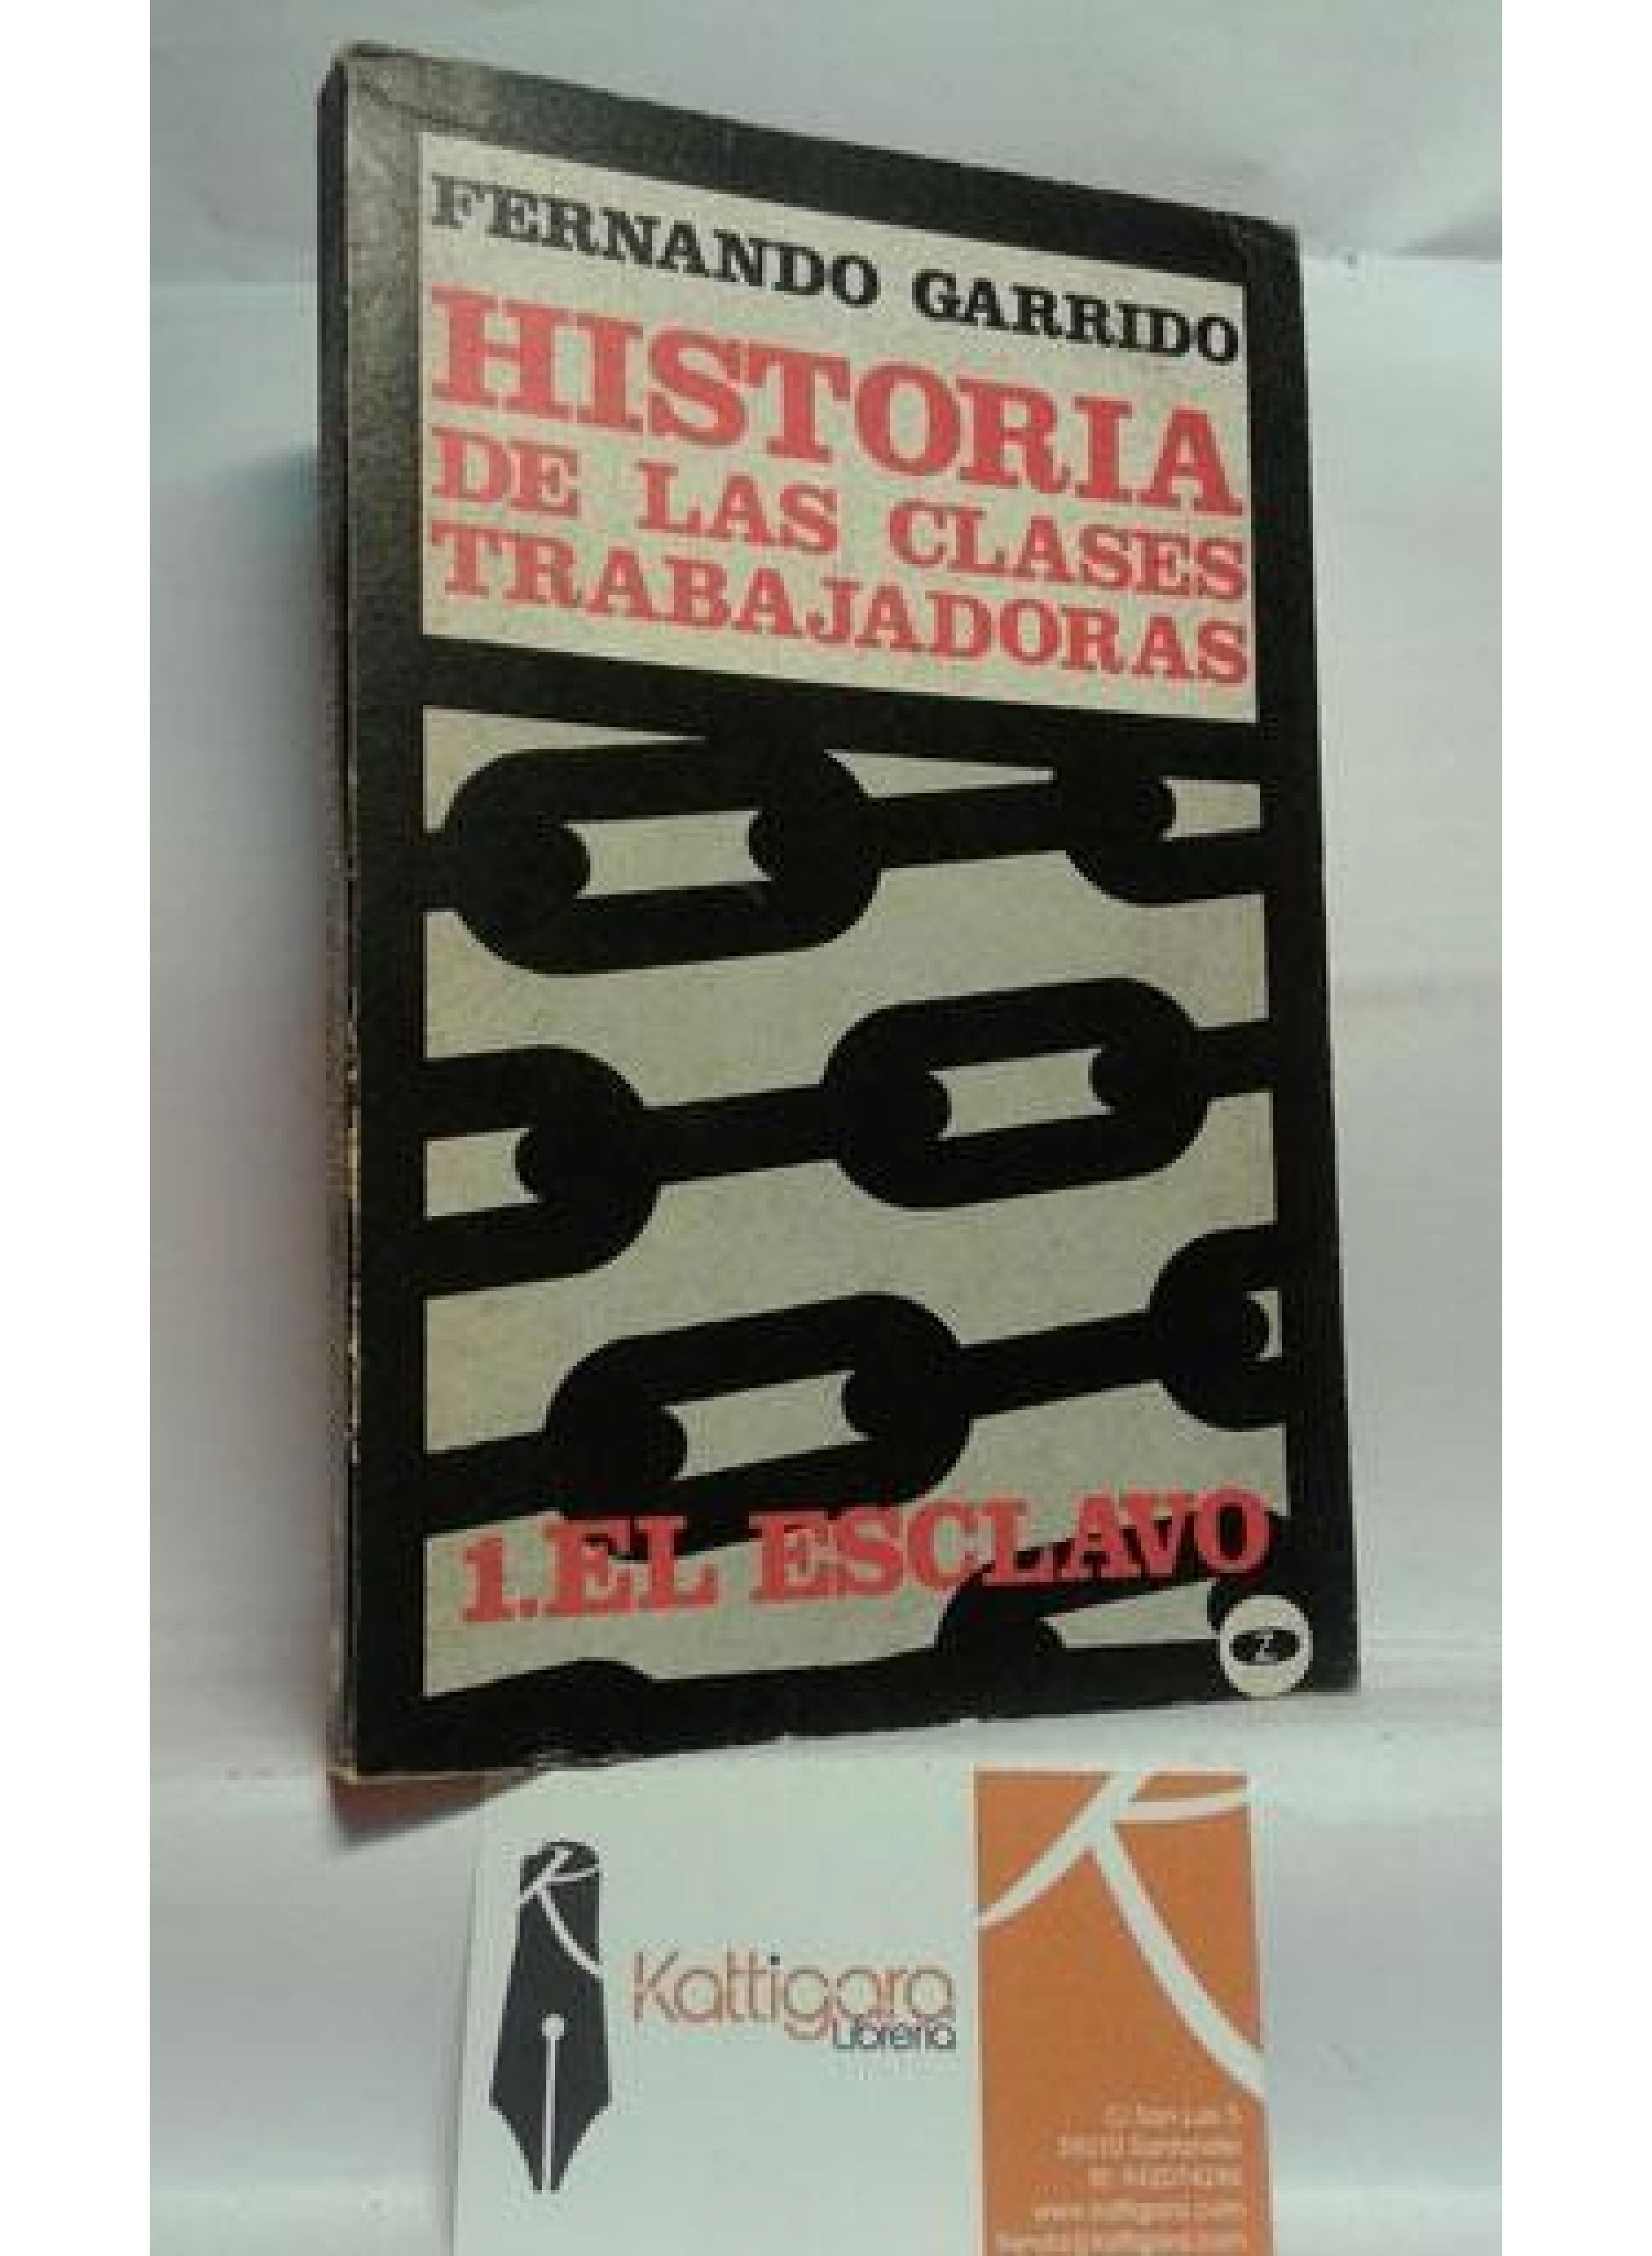 FERNANDO GARRIDO
HISTORIA
DE LAS CLASES
TRABAJADORAS
1. EL ESCLAVO
Z
Kattigara
Librería